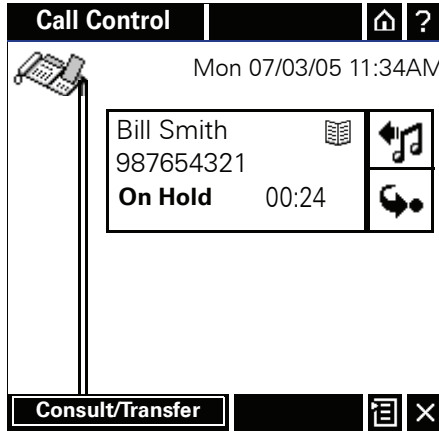 Call Control ?
Mon 07/03/05 11:34AM
Bill Smith
987654321
On Hold 00:24
Consult/Transfer